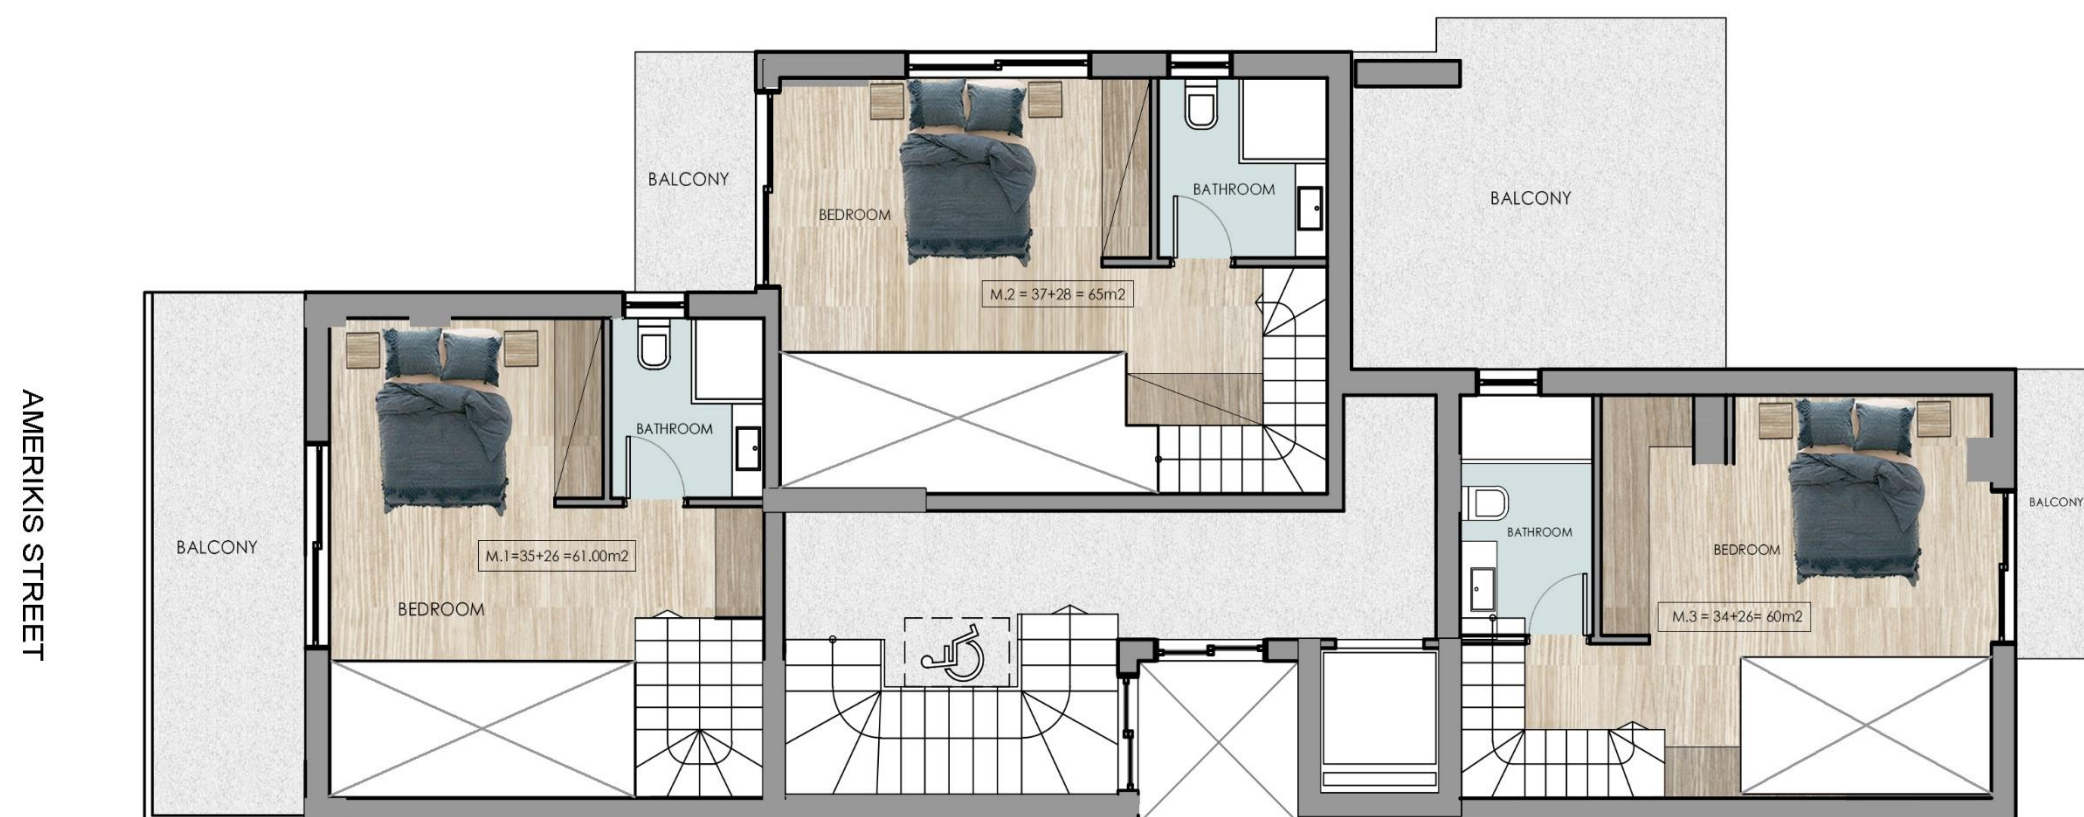 AMERIKIS STREET
BALCONY
BEDROOM
M.1=35+26 =61.00m2
BATHROOM
BALCONY
BEDROOM
BATHROOM
M.2 = 37+28 = 65m2
BALCONY
BATHROOM
BEDROOM
M.3 = 34+26= 60m2
BALCONY